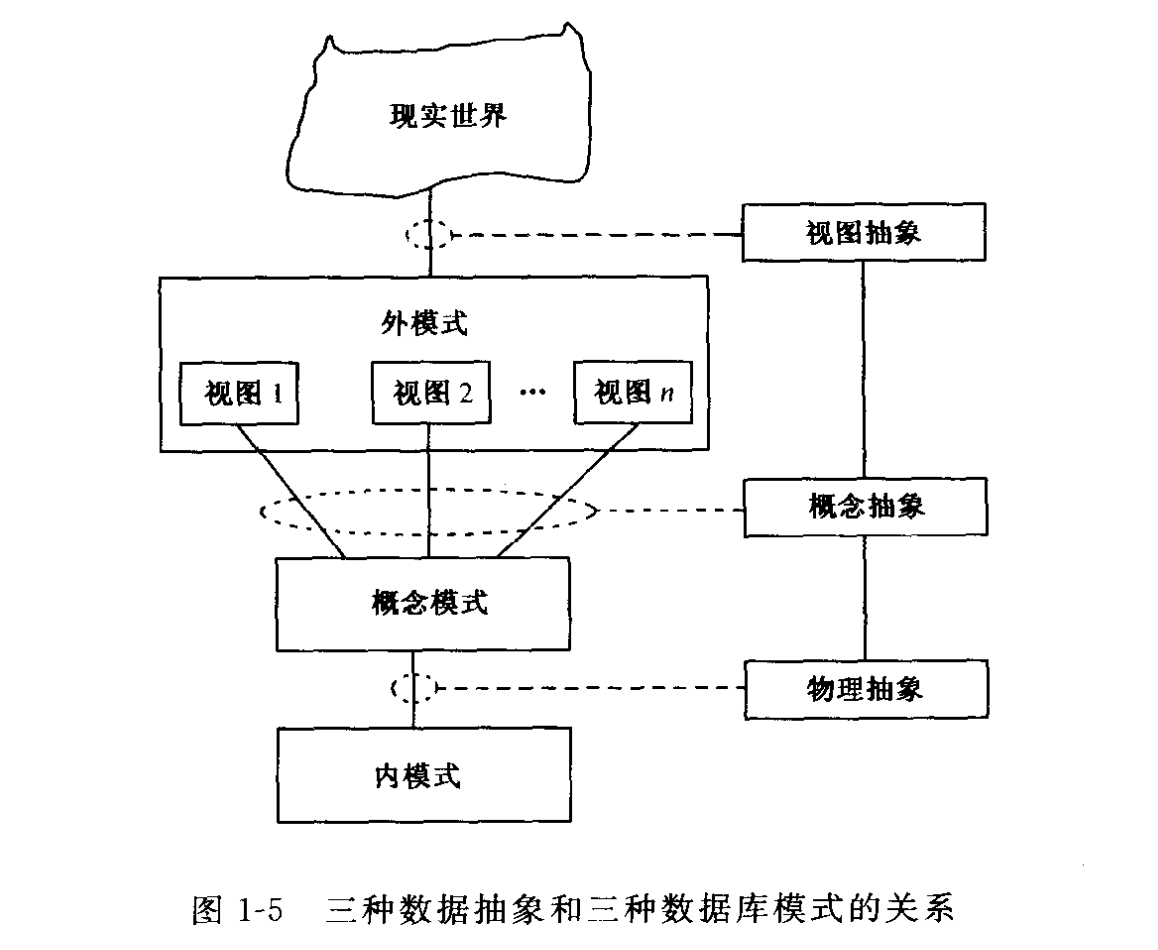 现实世界
视图抽象
外模式
视图 1
视图 2
…
视图 n
概念抽象
概念模式
物理抽象
内模式
图 1-5 三种数据抽象和三种数据库模式的关系